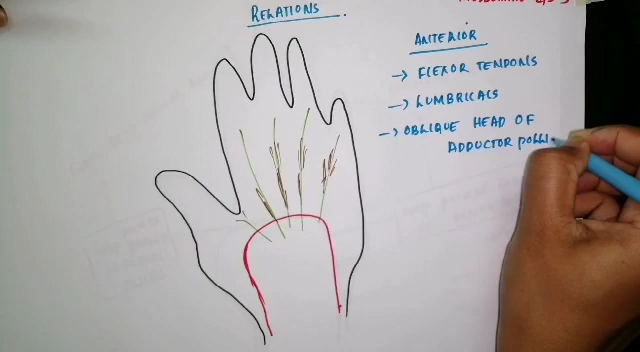 RELATIONS
ANTERIOR
→ FLEXOR TENDONS
→ LUMBRICALS
→ OBLIQUE HEAD OF
ADDUCTOR POLLI